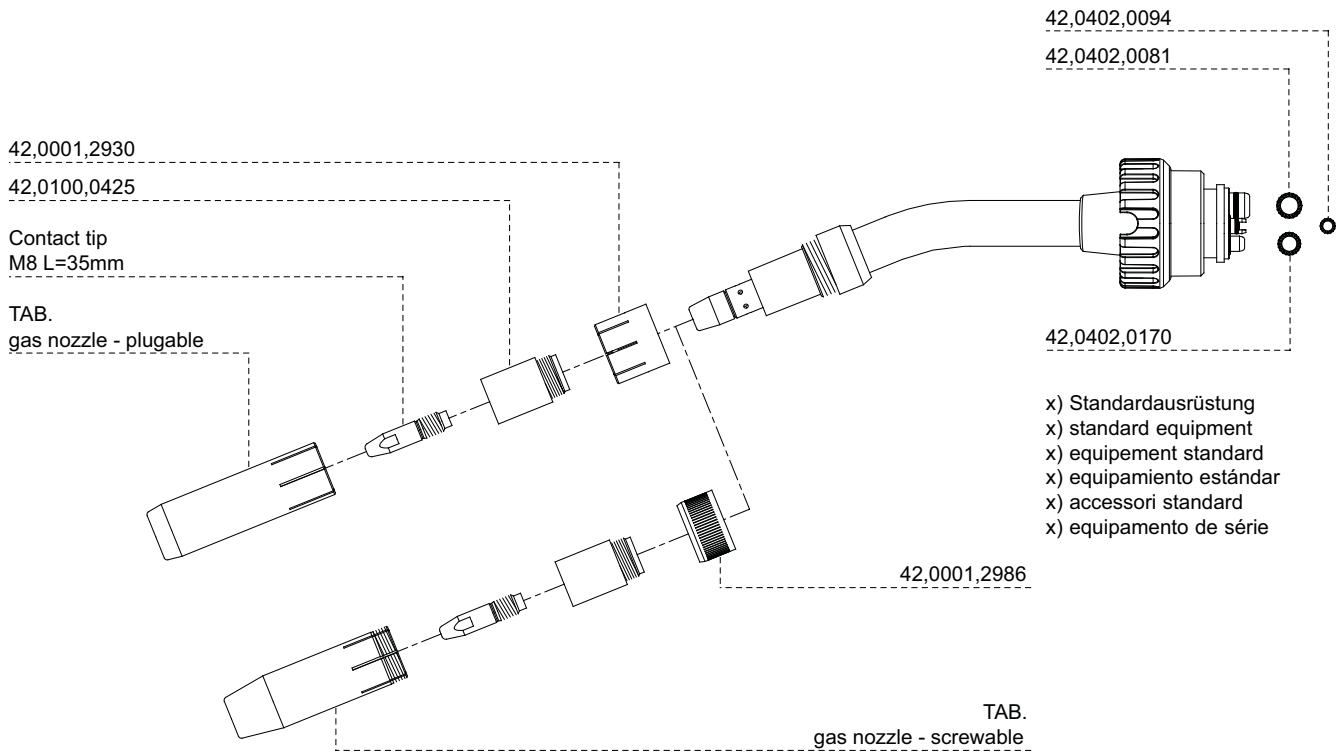 42,0402,0094
42,0402,0081
42,0001,2930
42,0100,0425
Contact tip
M8 L=35mm
TAB.
gas nozzle - plugable
42,0402,0170
x) Standardausrüstung
x) standard equipment
x) equipement standard
x) equipamiento estándar
x) accessori standard
x) equipamento de série
42,0001,2986
TAB.
gas nozzle - screwable